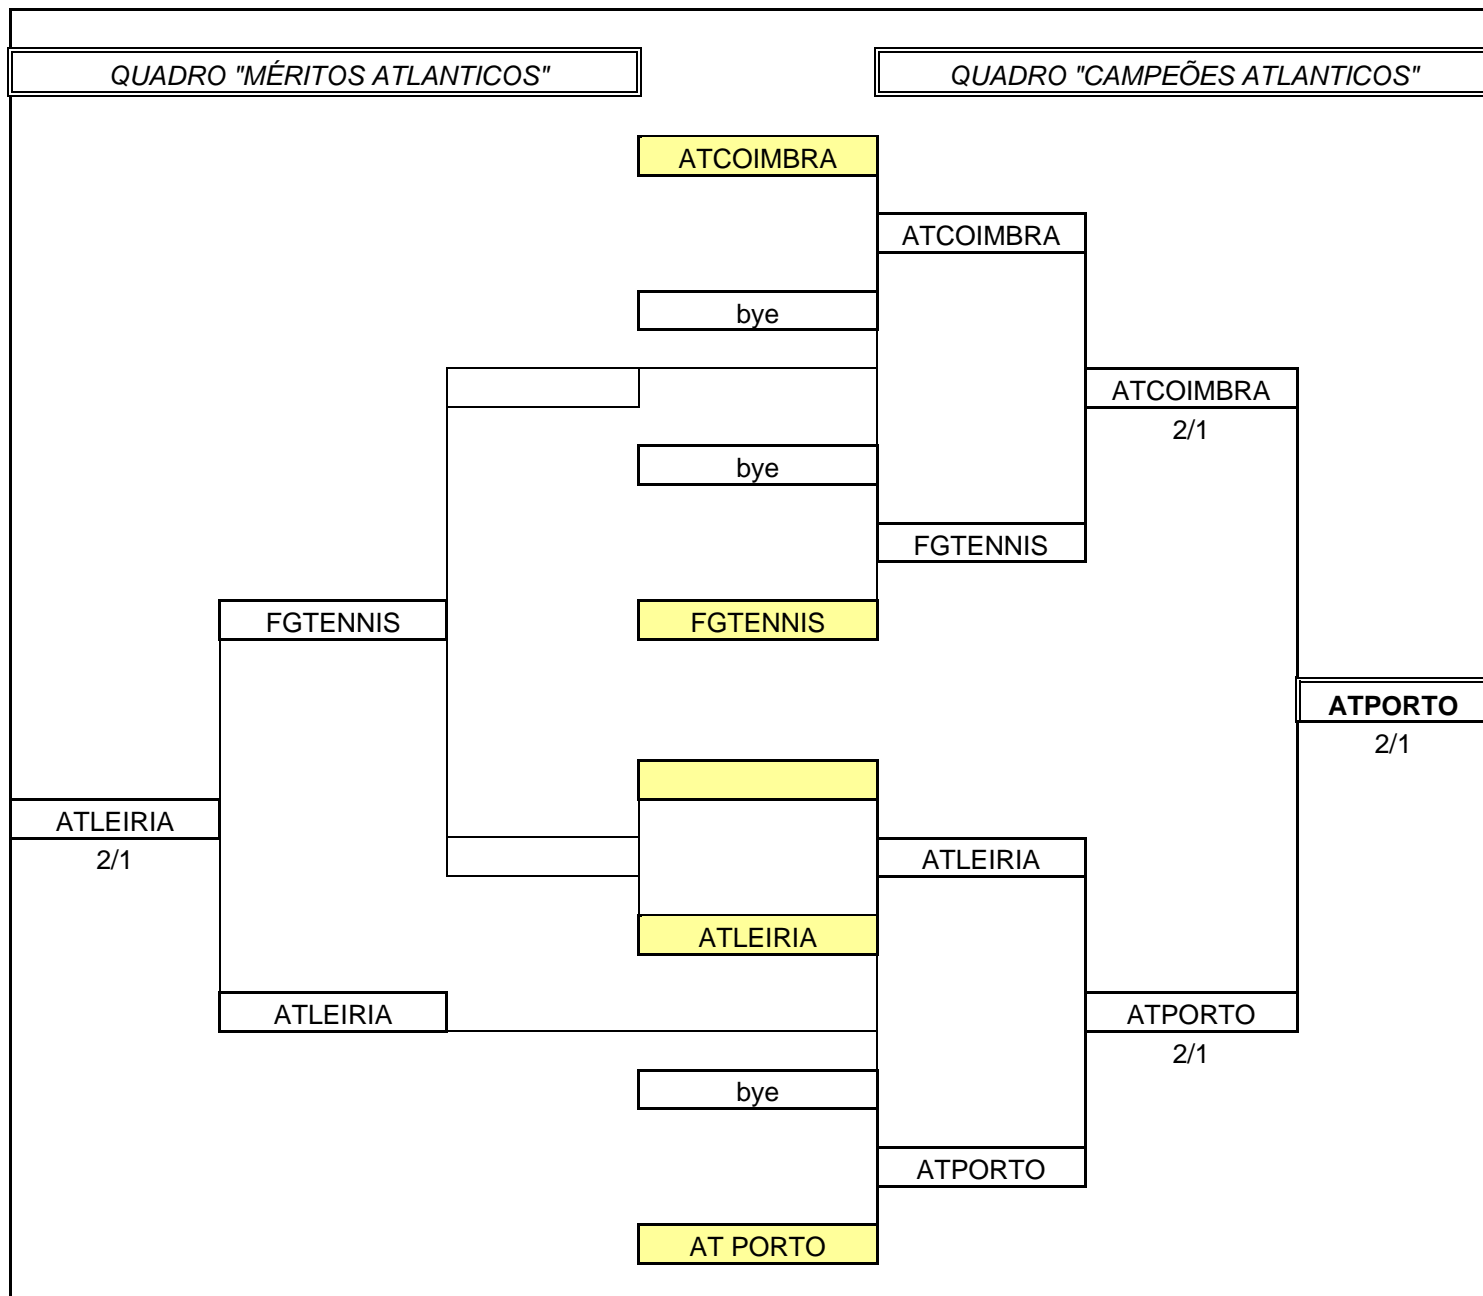 QUADRO "MÉRITOS ATLANTICOS"
QUADRO "CAMPEÕES ATLANTICOS"
ATCOIMBRA
ATCOIMBRA
bye
ATCOIMBRA
2/1
bye
FGTENNIS
FGTENNIS
FGTENNIS
ATPORTO
2/1
ATLEIRIA
2/1
ATLEIRIA
ATLEIRIA
ATLEIRIA
ATPORTO
2/1
bye
ATPORTO
AT PORTO